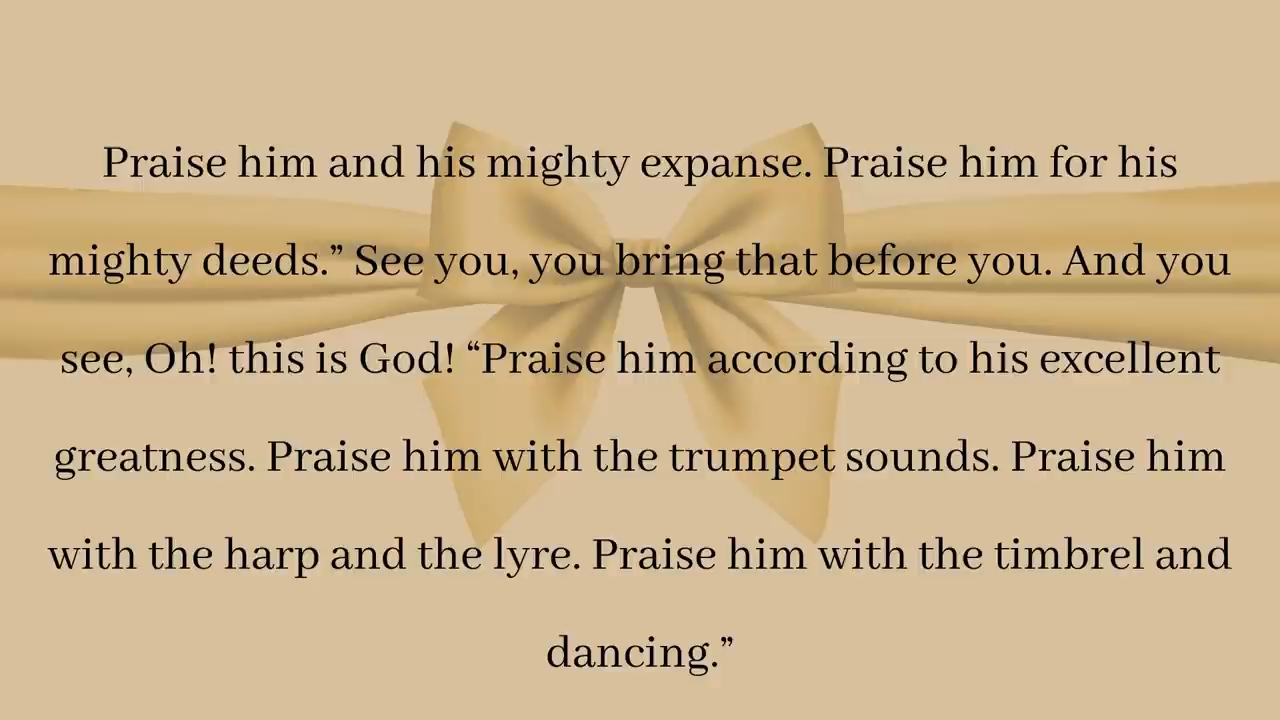 Praise him and his mighty expanse. Praise him for his
mighty deeds.” See you, you bring that before you. And you
see, Oh! this is God! “Praise him according to his excellent
greatness. Praise him with the trumpet sounds. Praise him
with the harp and the lyre. Praise him with the timbrel and
dancing.”